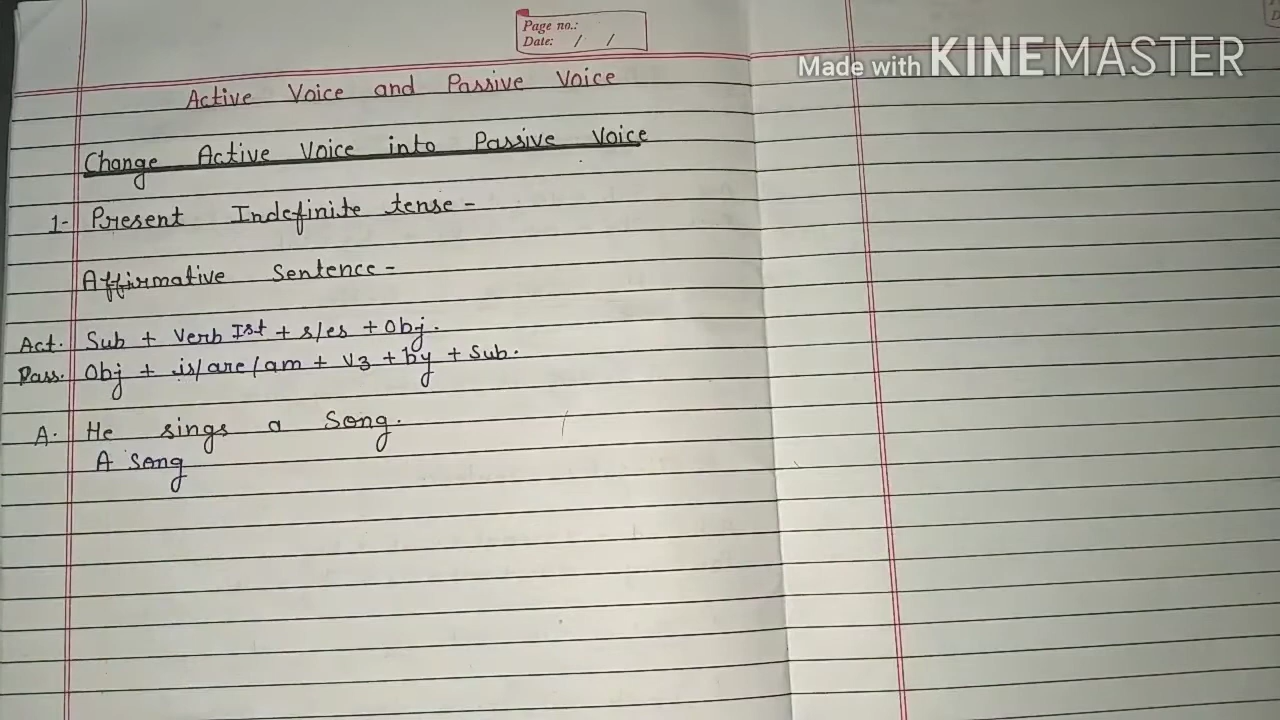 Page no.:
Date: / /
Made with KINEMASTER
Active Voice and Passive Voice
Change Active Voice into Passive Voice
1- Present Indefinite tense -
Affirmative Sentence -
Act. Sub + Verb Ist + s/es + Obj.
Pass. Obj + is/are/am + V3 + by + Sub.
A. He sings a Song.
A Song